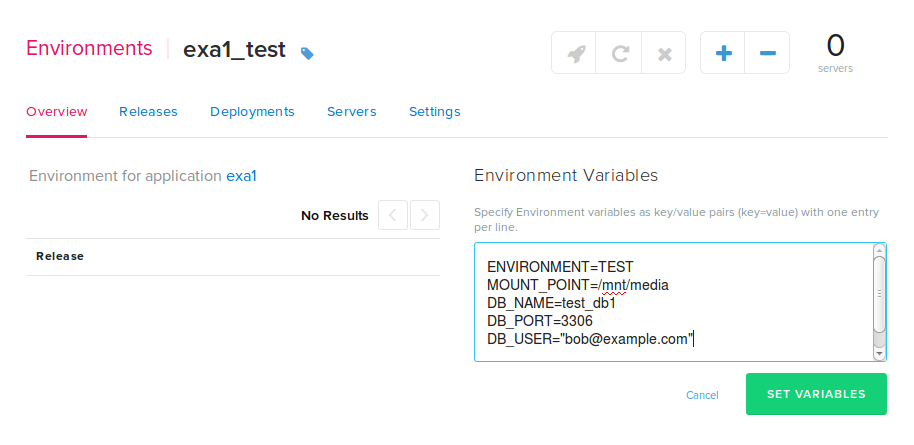 Environments exa1_test
0
servers
Overview Releases Deployments Servers Settings
Environment for application exa1
No Results
Release
Environment Variables
Specify Environment variables as key/value pairs (key=value) with one entry
per line.
ENVIRONMENT=TEST
MOUNT_POINT=/mnt/media
DB_NAME=test_db1
DB_PORT=3306
DB_USER="bob@example.com"
Cancel
SET VARIABLES